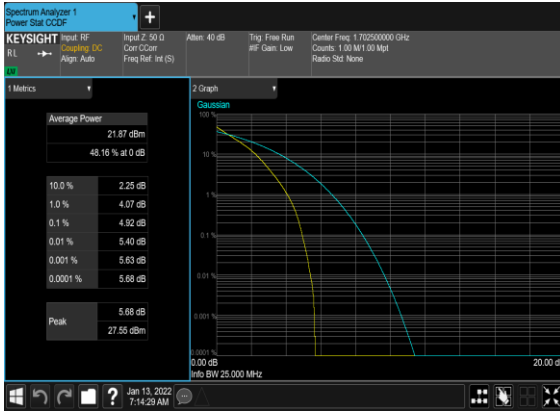 Spectrum Analyzer 1
Power Stat CCDF
+
KEYSIGHT
RL
Input: RF
Coupling: DC
Align: Auto
Input Z: 50 Ω
Corr CCorr
Freq Ref: Int (S)
Atten: 40 dB
Trig: Free Run
#IF Gain: Low
Center Freq: 1.702500000 GHz
Counts: 1.00 M/1.00 Mpt
Radio Std: None
1 Metrics
Average Power
21.87 dBm
48.16 % at 0 dB
10.0 % 2.25 dB
1.0 % 4.07 dB
0.1 % 4.92 dB
0.01 % 5.40 dB
0.001 % 5.63 dB
0.0001 % 5.68 dB
Peak
5.68 dB
27.55 dBm
2 Graph
Gaussian
100 %
10 %
1 %
0.1 %
0.01 %
0.001 %
0.0001 %
0.00 dB
20.00 d
Info BW 25.000 MHz
?
Jan 13, 2022
7:14:29 AM